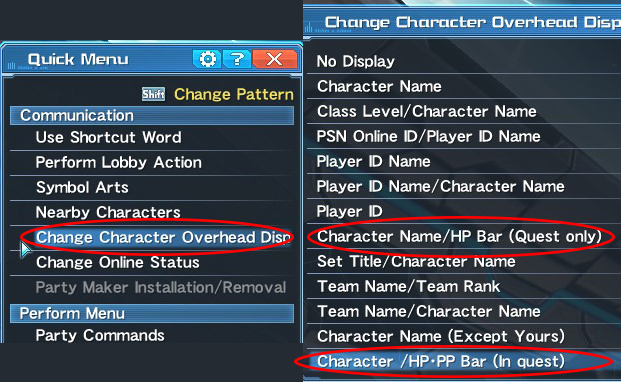 Quick Menu
?
Shift Change Pattern
Communication
Use Shortcut Word
Perform Lobby Action
Symbol Arts
Nearby Characters
Change Character Overhead Disp
Change Online Status
Party Maker Installation/Removal
Perform Menu
Party Commands
Change Character Overhead Disp
No Display
Character Name
Class Level/Character Name
PSN Online ID/Player ID Name
Player ID Name
Player ID Name/Character Name
Player ID
Character Name/HP Bar (Quest only)
Set Title/Character Name
Team Name/Team Rank
Team Name/Character Name
Character Name (Except Yours)
Character /HP・PP Bar (In quest)